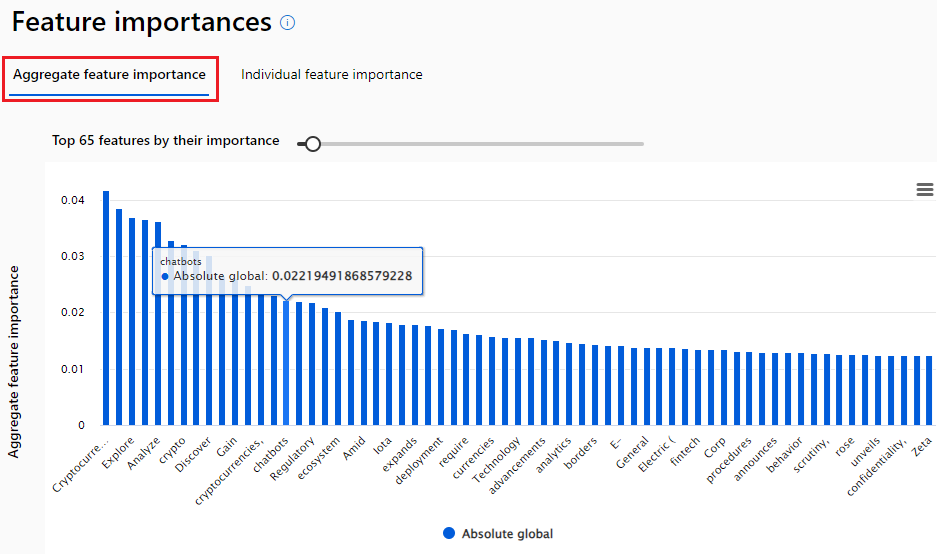 Feature importances
Aggregate feature importance
Individual feature importance
Top 65 features by their importance
Aggregate feature importance
0.04
0.03
0.02
0.01
0
chatbots
Absolute global: 0.02219491868579228
Cryptocurre...
Explore
Analyze
crypto
Discover
Gain
cryptocurrencies,
chatbots
Regulatory
ecosystem
Amid
Iota
expands
deployment
require
currencies
Technology
advancements
analytics
borders
E-
General
Electric (
fintech
Corp
procedures
announces
behavior
scrutiny,
rose
unveils
confidentiality,
Zeta
Absolute global